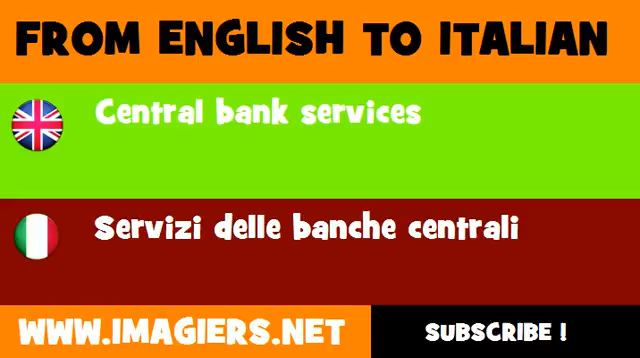 FROM ENGLISH TO ITALIAN
Central bank services
Servizi delle banche centrali
WWW.IMAGIERS.NET
SUBSCRIBE !